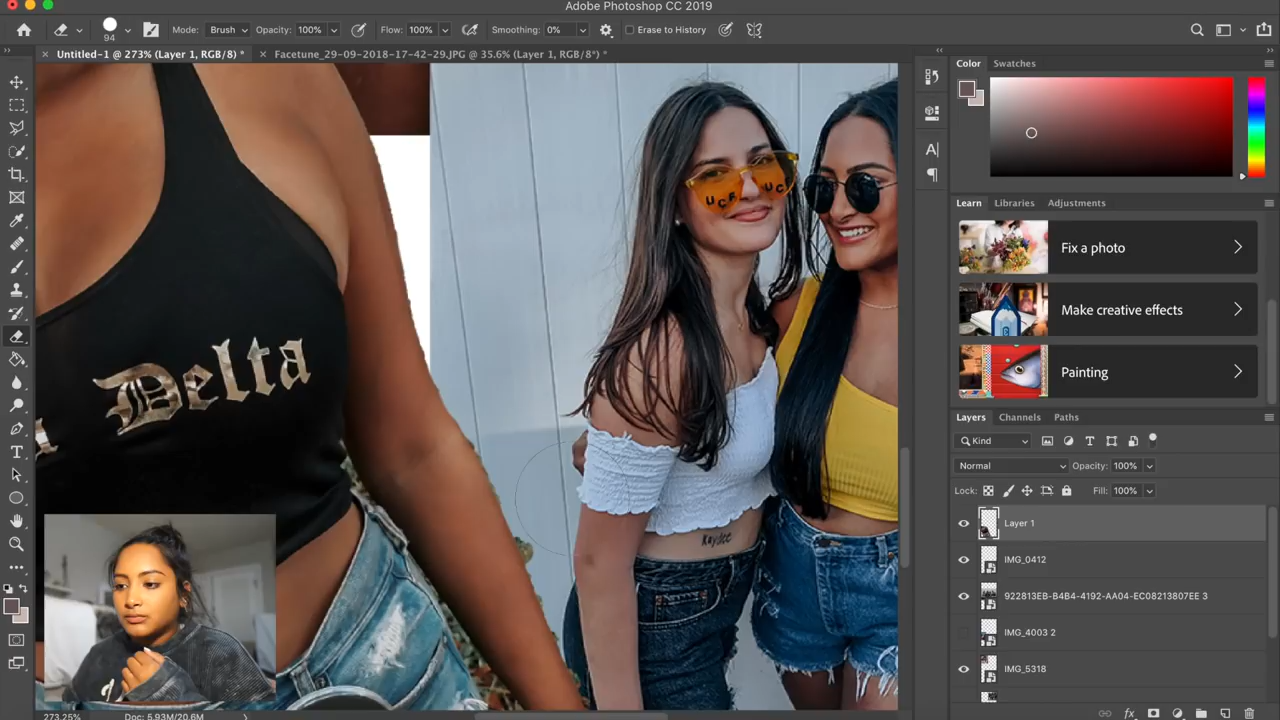 Adobe Photoshop CC 2019
94
Mode: Brush Opacity: 100% Flow: 100% Smoothing: 0% Erase to History
Untitled-1 @ 273% (Layer 1, RGB/8) * Facetune_29-09-2018-17-42-29.JPG @ 35.6% (Layer 1, RGB/8*) *
Color Swatches
Learn Libraries Adjustments
Fix a photo
Make creative effects
Painting
Layers Channels Paths
Kind
Normal Opacity: 100%
Lock: Fill: 100%
Layer 1
IMG_0412
922813EB-B4B4-4192-AA04-EC08213807EE 3
IMG_4003 2
IMG_5318
UCF UC
Delta
Kaydee
273.25% Doc: 5.93M/20.6M